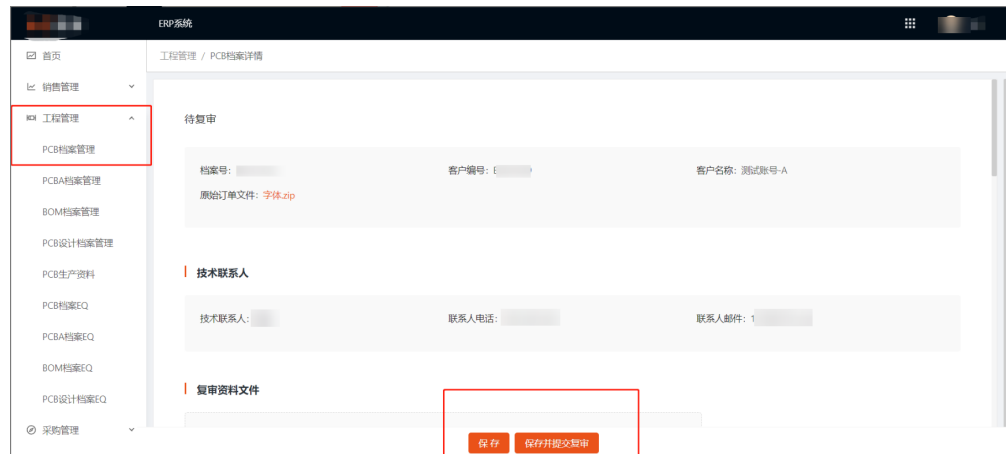 ERP系统
首页
工程管理 / PCB档案详情
销售管理
工程管理
待复审
PCB档案管理
档案号:
客户编号:
客户名称: 测试账号-A
PCBA档案管理
原始订单文件: 字体.zip
BOM档案管理
PCB设计档案管理
PCB生产资料
技术联系人
PCB档案EQ
技术联系人:
联系人电话:
联系人邮件: 1
PCBA档案EQ
BOM档案EQ
复审资料文件
PCB设计档案EQ
采购管理
保存
保存并提交复审